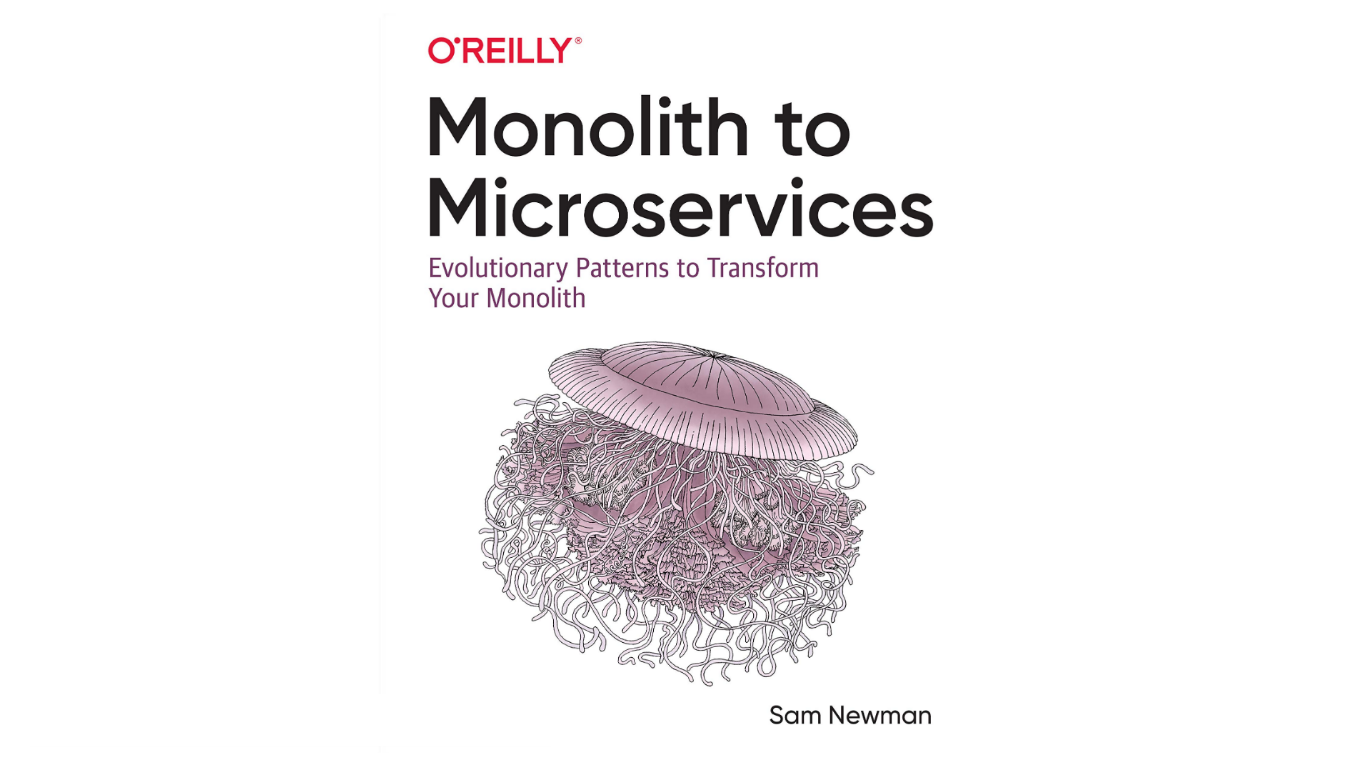 O'REILLY®
Monolith to
Microservices
Evolutionary Patterns to Transform
Your Monolith
Sam Newman